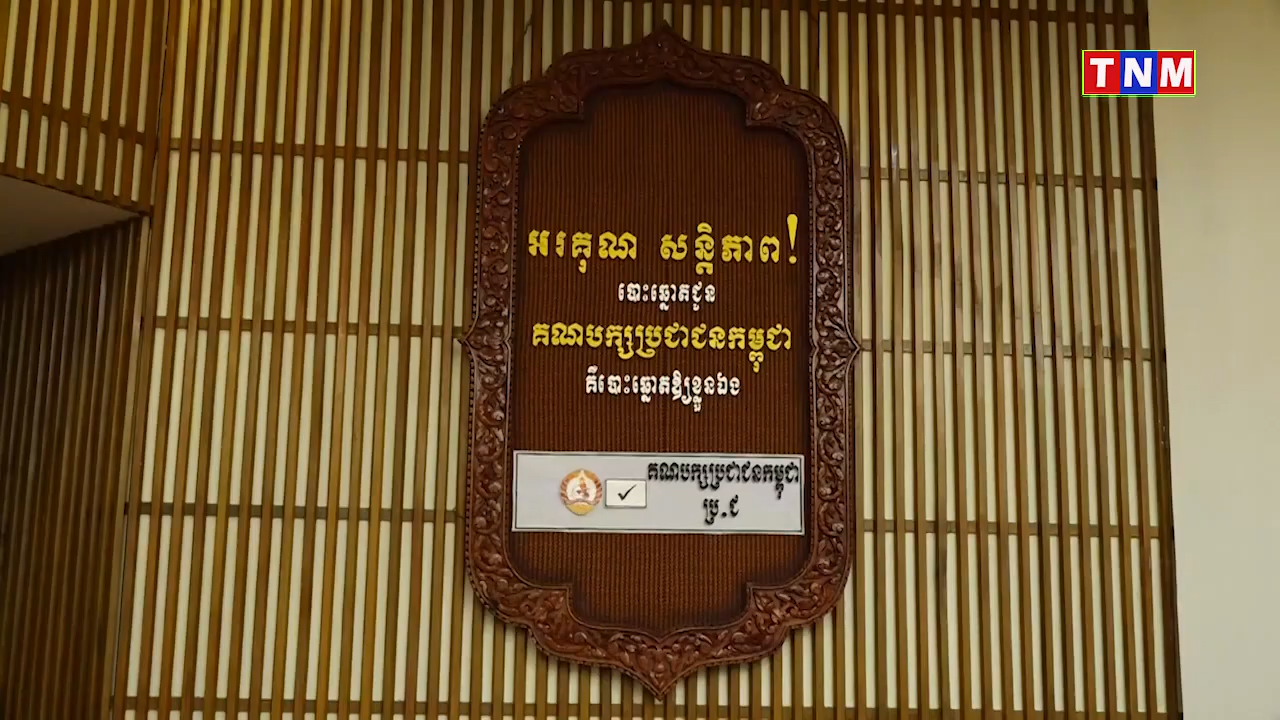 TNM
អរគុណ សន្តិភាព!
បោះឆ្នោតជូន
គណបក្សប្រជាជនកម្ពុជា
គឺបោះឆ្នោតឱ្យខ្លួនឯង
គណបក្សប្រជាជនកម្ពុជា
ប្រ.ជ